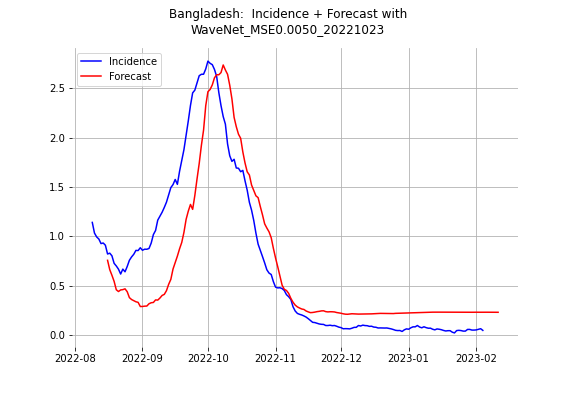 Bangladesh:  Incidence + Forecast with
WaveNet_MSE0.0050_20221023
Incidence
Forecast
2.5
2.0
1.5
1.0
0.5
0.0
2022-08 2022-09 2022-10 2022-11 2022-12 2023-01 2023-02